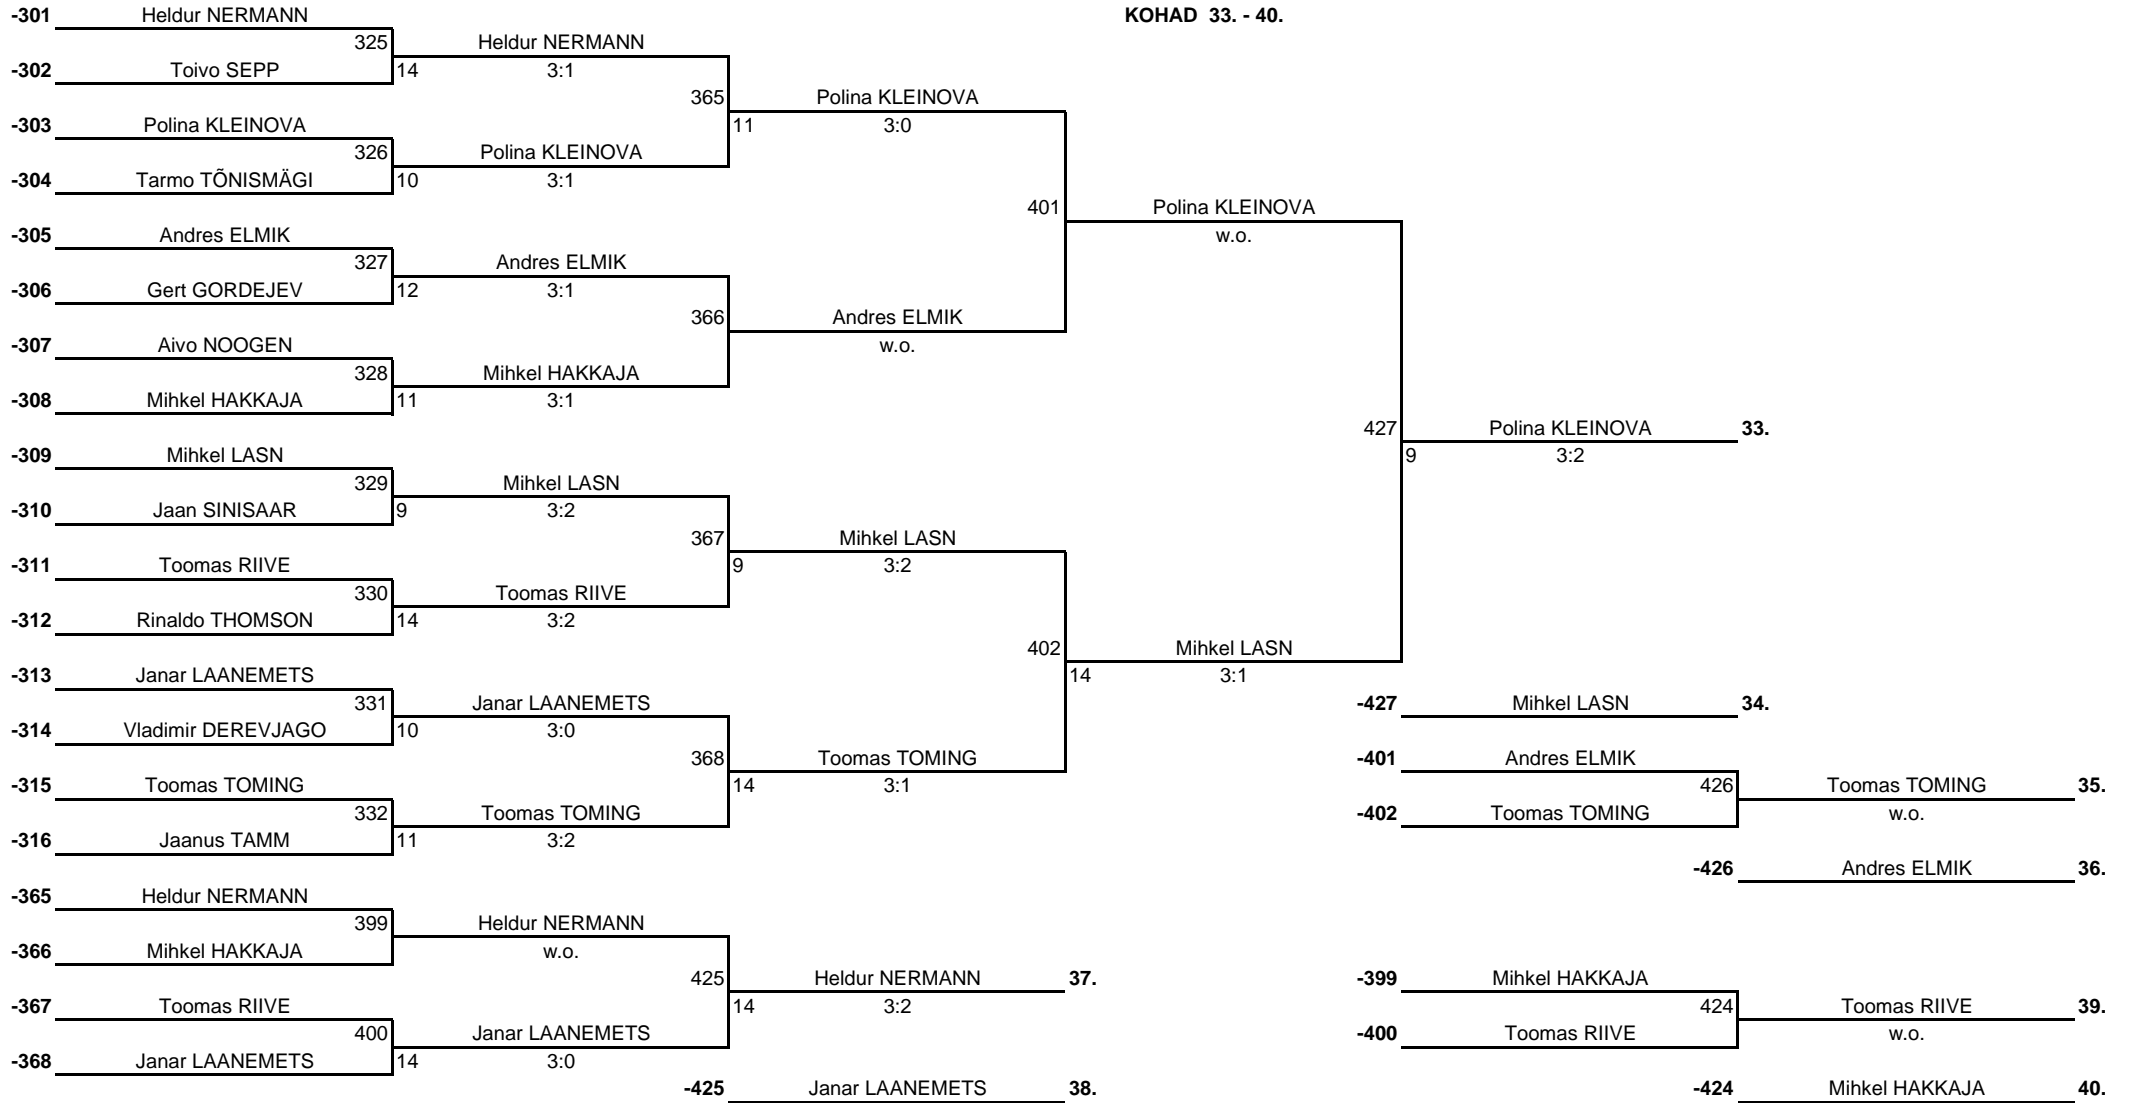 -301 Heldur NERMANN KOHAD 33. - 40.
325 Heldur NERMANN
-302 Toivo SEPP 14 3:1
365 Polina KLEINOVA
-303 Polina KLEINOVA 11 3:0
326 Polina KLEINOVA
-304 Tarmo TÕNISMÄGI 10 3:1
401 Polina KLEINOVA
-305 Andres ELMIK w.o.
327 Andres ELMIK
-306 Gert GORDEJEV 12 3:1
366 Andres ELMIK
-307 Aivo NOOGEN w.o.
328 Mihkel HAKKAJA
-308 Mihkel HAKKAJA 11 3:1
427 Polina KLEINOVA 33.
-309 Mihkel LASN 9 3:2
329 Mihkel LASN
-310 Jaan SINISAAR 9 3:2
367 Mihkel LASN
-311 Toomas RIIVE 9 3:2
330 Toomas RIIVE
-312 Rinaldo THOMSON 14 3:2
402 Mihkel LASN
-313 Janar LAANEMETS 14 3:1
331 Janar LAANEMETS -427 Mihkel LASN 34.
-314 Vladimir DEREVJAGO 10 3:0
368 Toomas TOMING -401 Andres ELMIK
-315 Toomas TOMING 14 3:1 426 Toomas TOMING 35.
332 Toomas TOMING -402 Toomas TOMING w.o.
-316 Jaanus TAMM 11 3:2
-426 Andres ELMIK 36.
-365 Heldur NERMANN
399 Heldur NERMANN
-366 Mihkel HAKKAJA w.o.
425 Heldur NERMANN 37. -399 Mihkel HAKKAJA
-367 Toomas RIIVE 14 3:2 424 Toomas RIIVE 39.
400 Janar LAANEMETS -400 Toomas RIIVE w.o.
-368 Janar LAANEMETS 14 3:0
-425 Janar LAANEMETS 38. -424 Mihkel HAKKAJA 40.